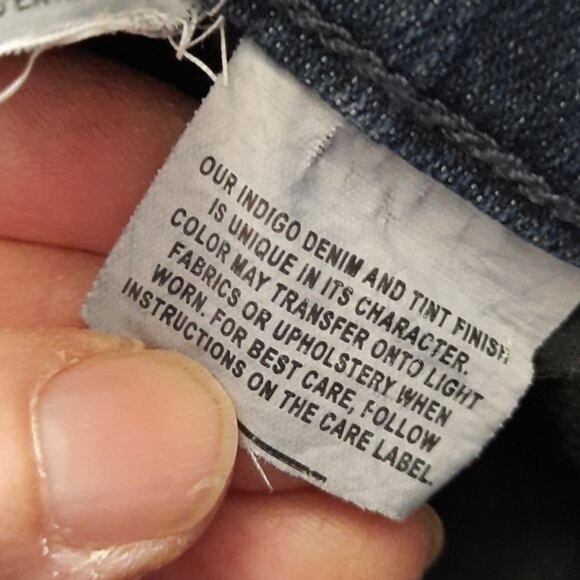 OUR INDIGO DENIM AND TINT FINISH
IS UNIQUE IN ITS CHARACTER.
COLOR MAY TRANSFER ONTO LIGHT
FABRICS OR UPHOLSTERY WHEN
WORN. FOR BEST CARE, FOLLOW
INSTRUCTIONS ON THE CARE LABEL.